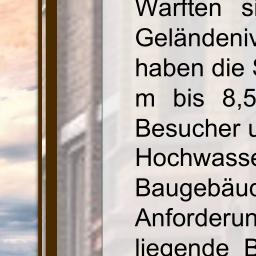 Warften si
Geländeniv
haben die S
m bis 8,5
Besucher u
Hochwasse
Baugebäud
Anforderun
liegende B